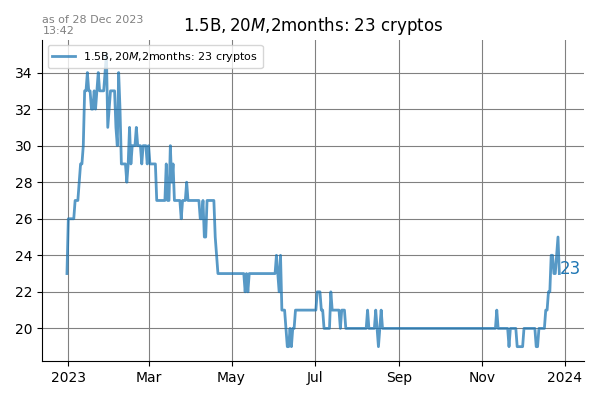 as of 28 Dec 2023
13:42
1.5B, 20M,2months: 23 cryptos
1.5B, 20M,2months: 23 cryptos
34
32
30
28
26
24
22
20
23
2023
Mar
May
Jul
Sep
Nov
2024